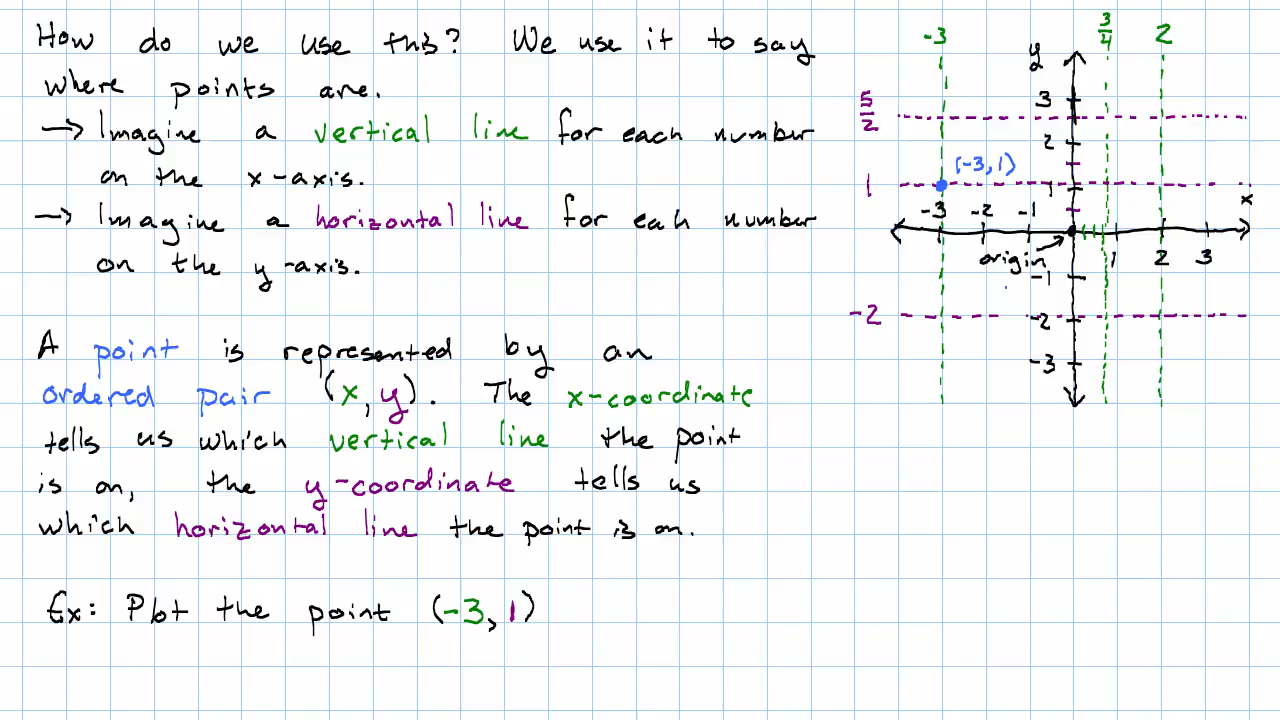 How do we use this? We use it to say
where points are.
→ Imagine a vertical line for each number
on the x-axis.
→ Imagine a horizontal line for each number
on the y-axis.
A point is represented by an
ordered pair (x, y). The x-coordinate
tells us which vertical line the point
is on, the y-coordinate tells us
which horizontal line the point is on.
Ex: Plot the point (-3, 1)
-3 3/4 2
y
5/2
3
2
(-3, 1)
1
1
x
-3 -2 -1
origin
1 2 3
-1
-2
-2
-3